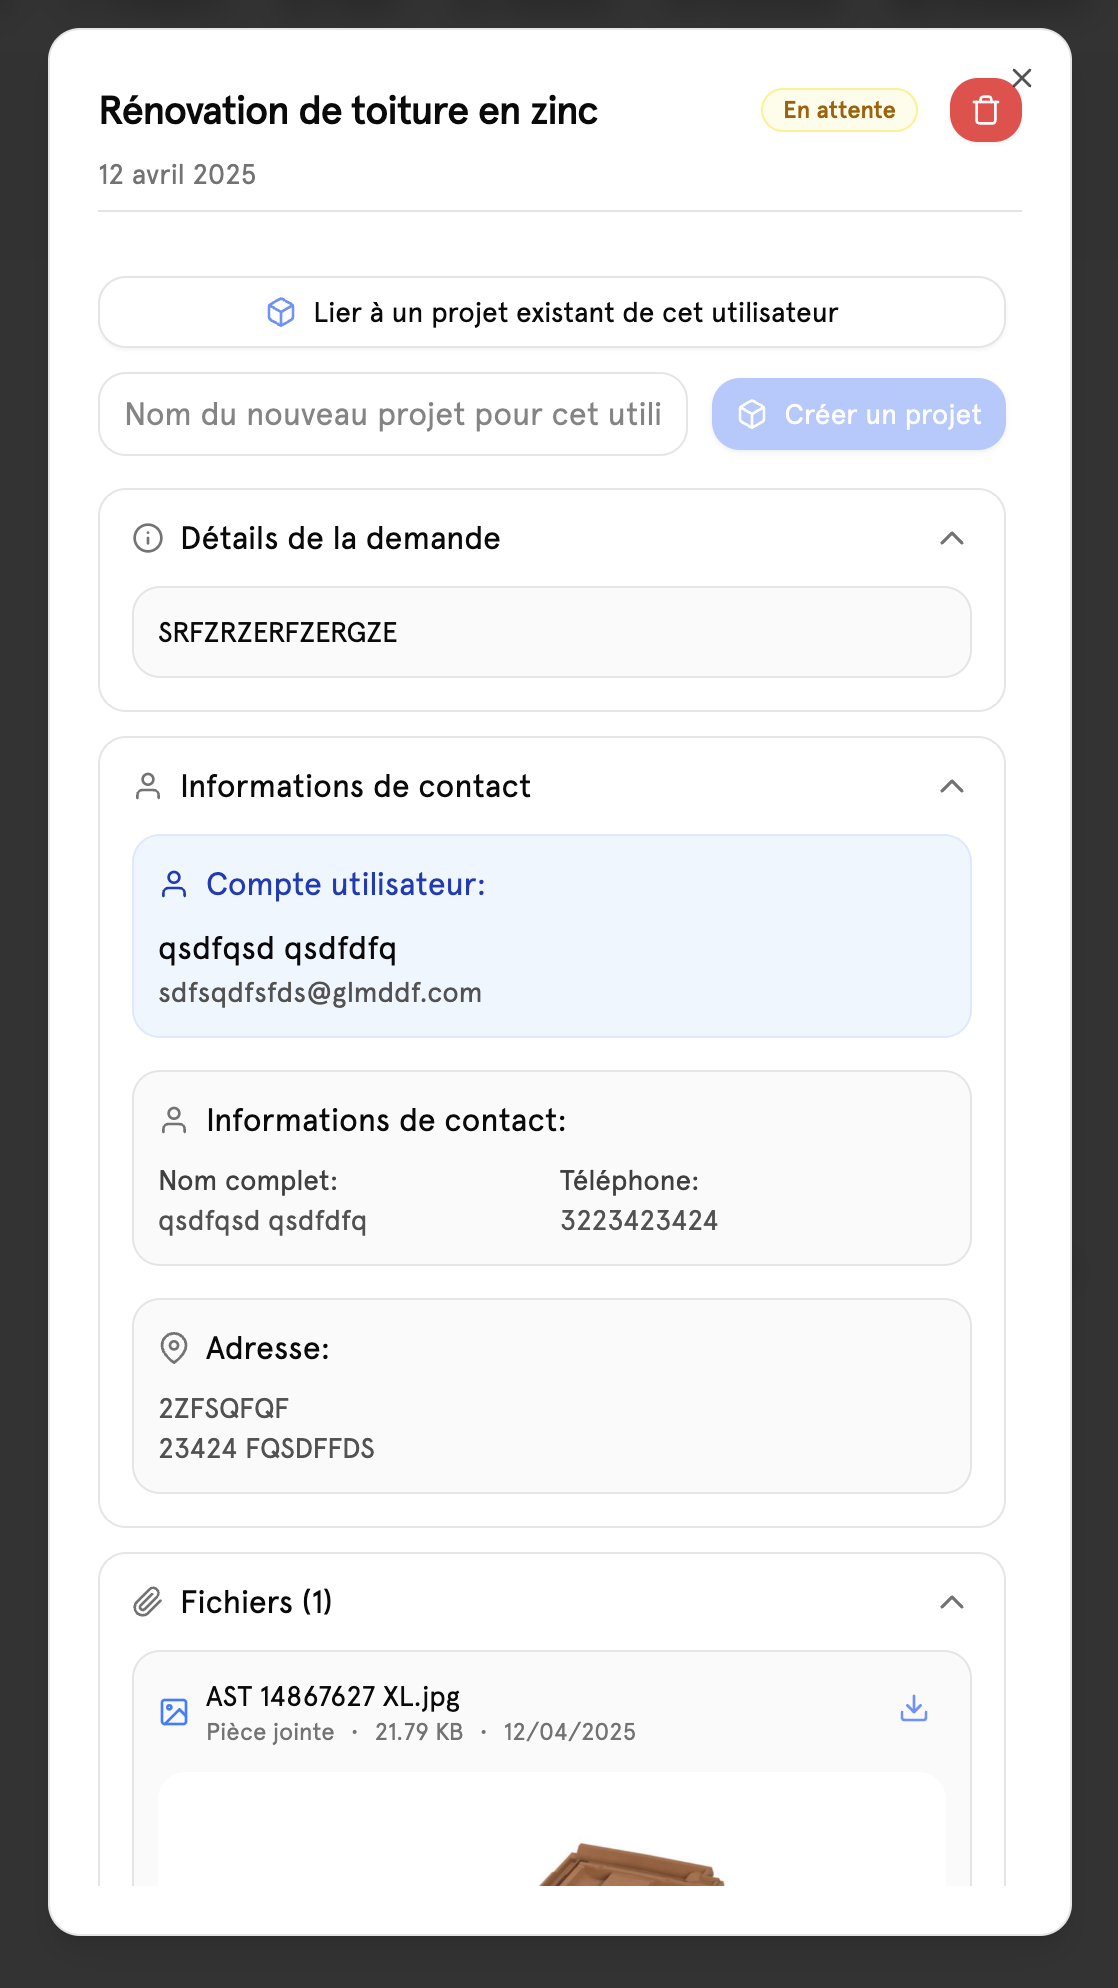 Rénovation de toiture en zinc
En attente
12 avril 2025
Lier à un projet existant de cet utilisateur
Nom du nouveau projet pour cet utili
Créer un projet
Détails de la demande
SRFZRZERFZERGZE
Informations de contact
Compte utilisateur:
qsdfqsd qsdfdfq
sdfsqdfsfds@glmddf.com
Informations de contact:
Nom complet:
qsdfqsd qsdfdfq
Téléphone:
3223423424
Adresse:
2ZFSQFQF
23424 FQSDFFDS
Fichiers (1)
AST 14867627 XL.jpg
Pièce jointe · 21.79 KB · 12/04/2025